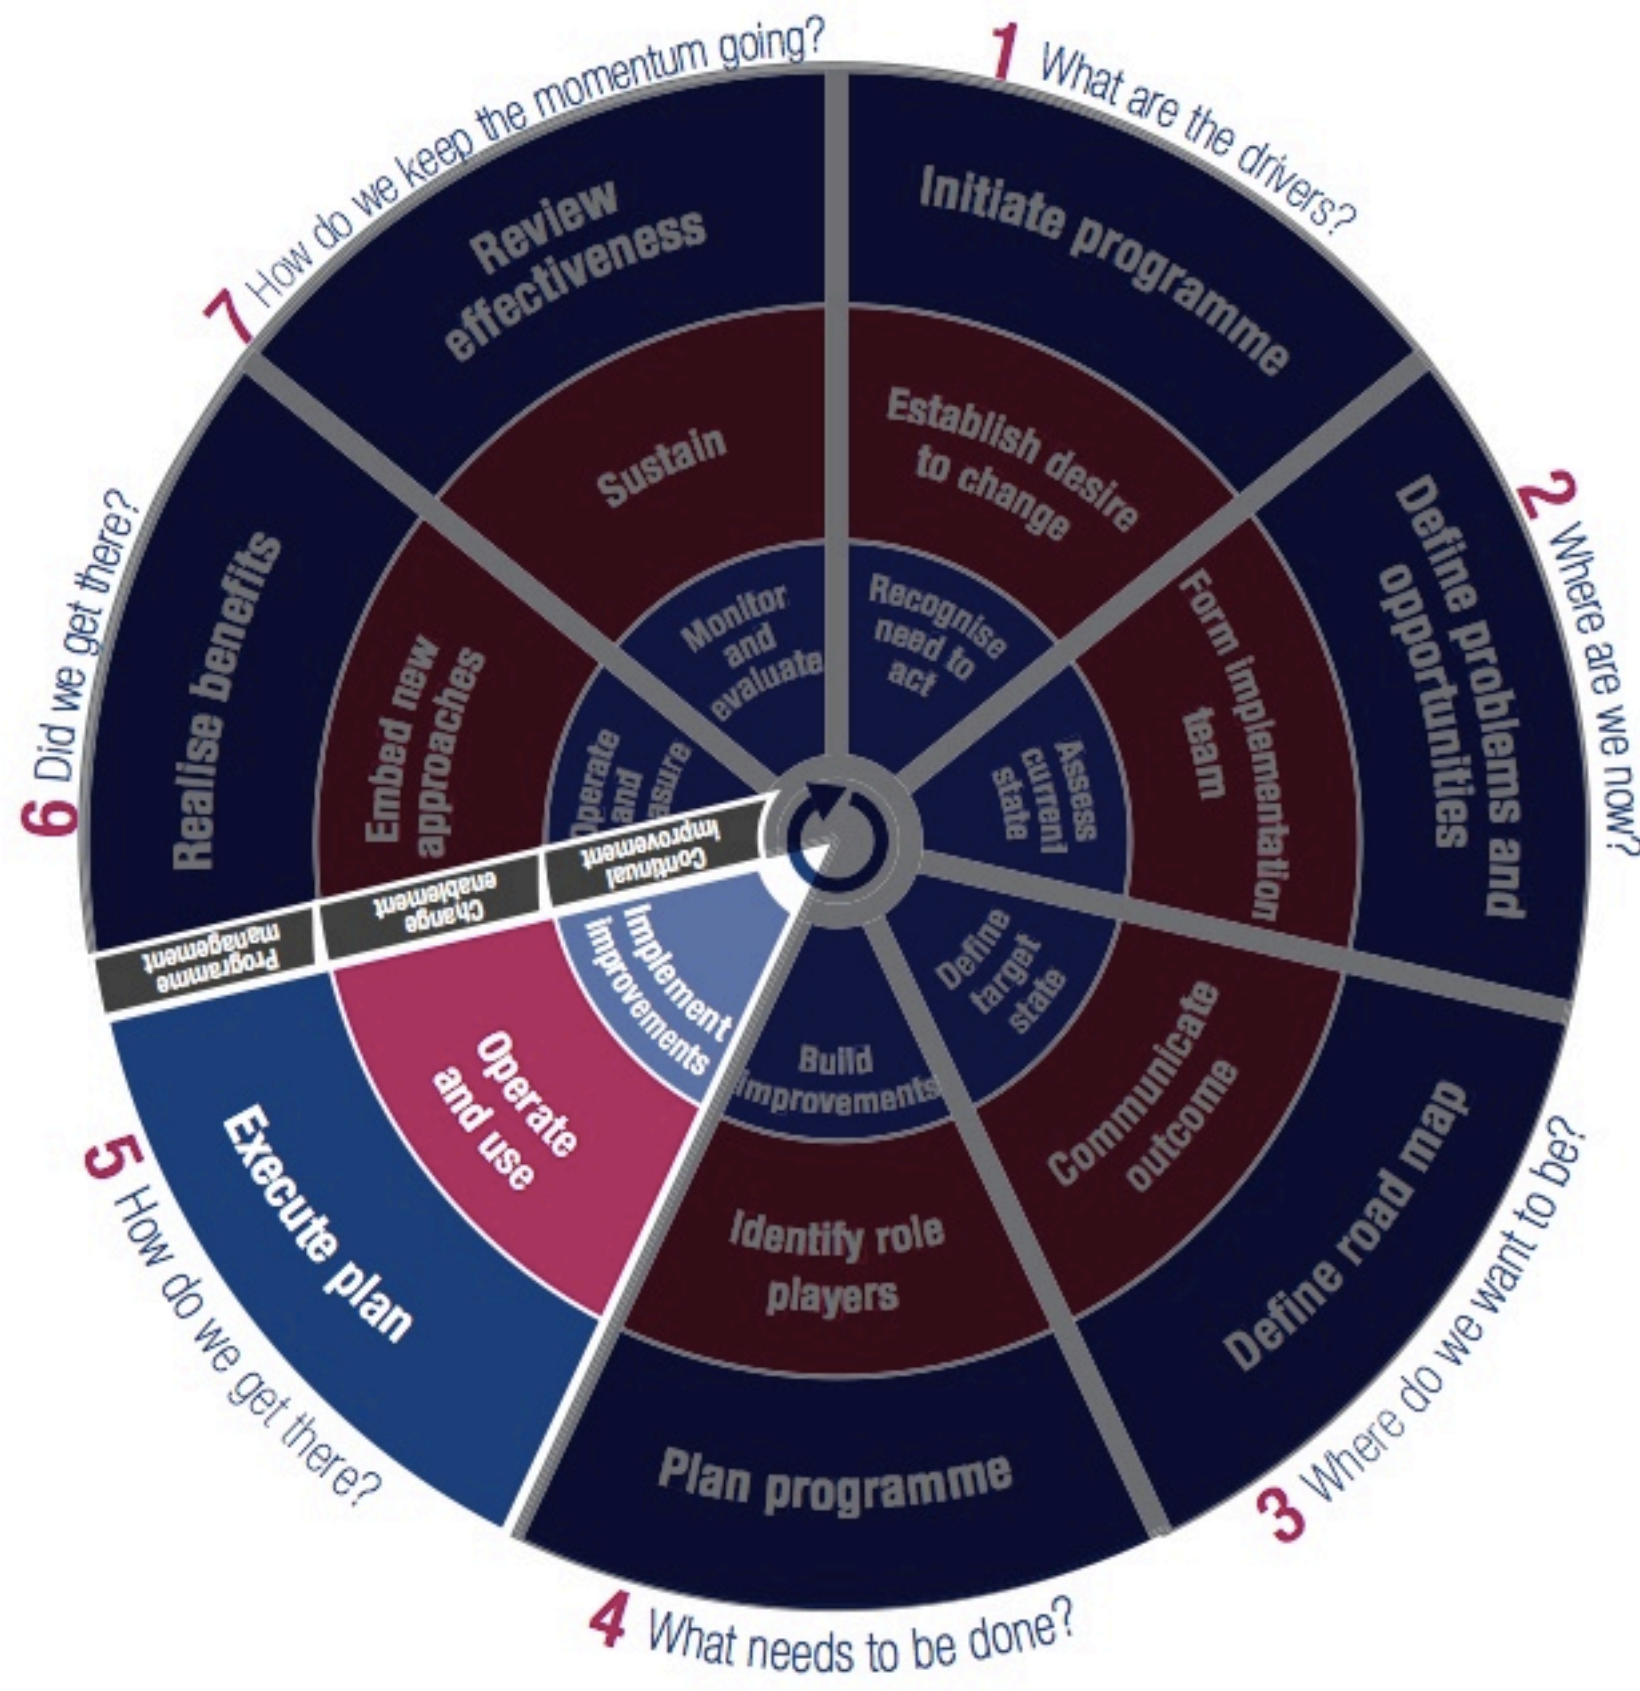 1 What are the drivers?
Initiate programme
Establish desire
to change
Recognise
need to
act
2 Where are we now?
Define problems and
opportunities
Form implementation
team
Assess
current
state
3 Where do we want to be?
Define road map
Communicate
outcome
Define
target
state
4 What needs to be done?
Plan programme
Identify role
players
Build
improvements
5 How do we get there?
Execute plan
Operate
and use
Implement
improvements
6 Did we get there?
Realise benefits
Embed new
approaches
Operate
and
7 How do we keep the momentum going?
Review
effectiveness
Sustain
Monitor
and
evaluate
Programme
management
Change
enablement
Continual
improvement